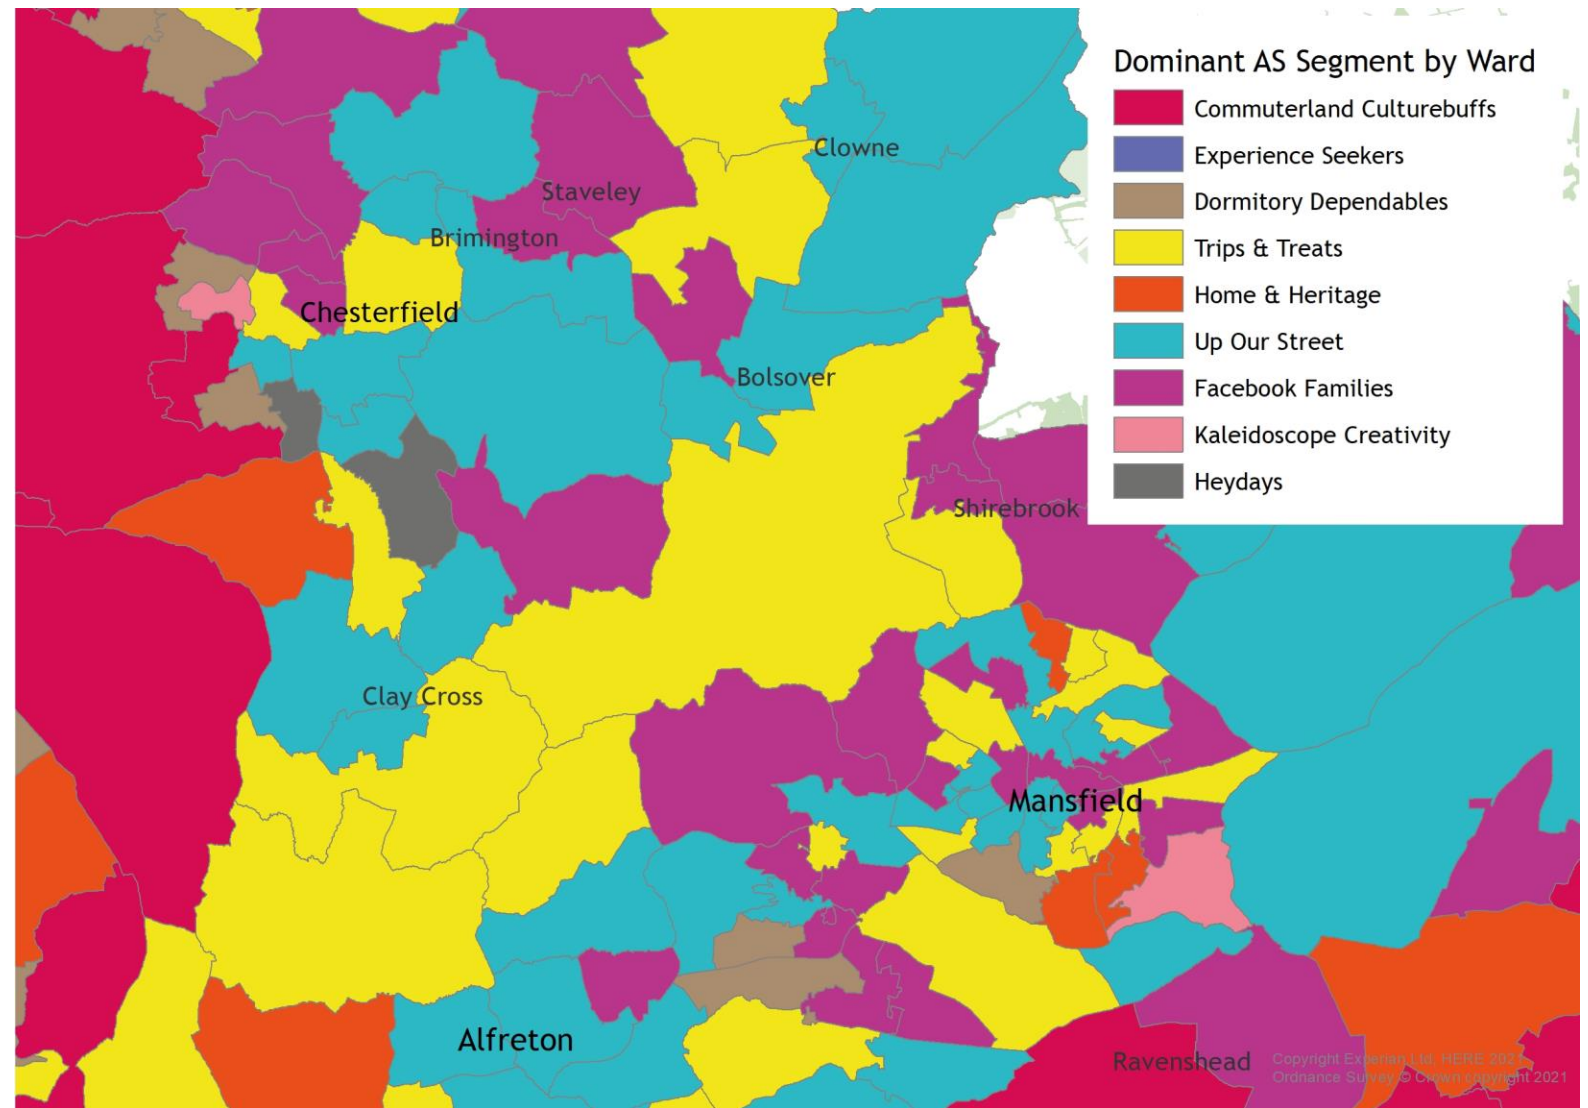 Dominant AS Segment by Ward
Commuterland Culturebuffs
Experience Seekers
Dormitory Dependables
Trips & Treats
Home & Heritage
Up Our Street
Facebook Families
Kaleidoscope Creativity
Heydays
Clowne
Staveley
Brimington
Chesterfield
Bolsover
Shirebrook
Clay Cross
Mansfield
Alfreton
Ravenshead
Copyright Experian Ltd, HERE 2021
Ordnance Survey © Crown copyright 2021